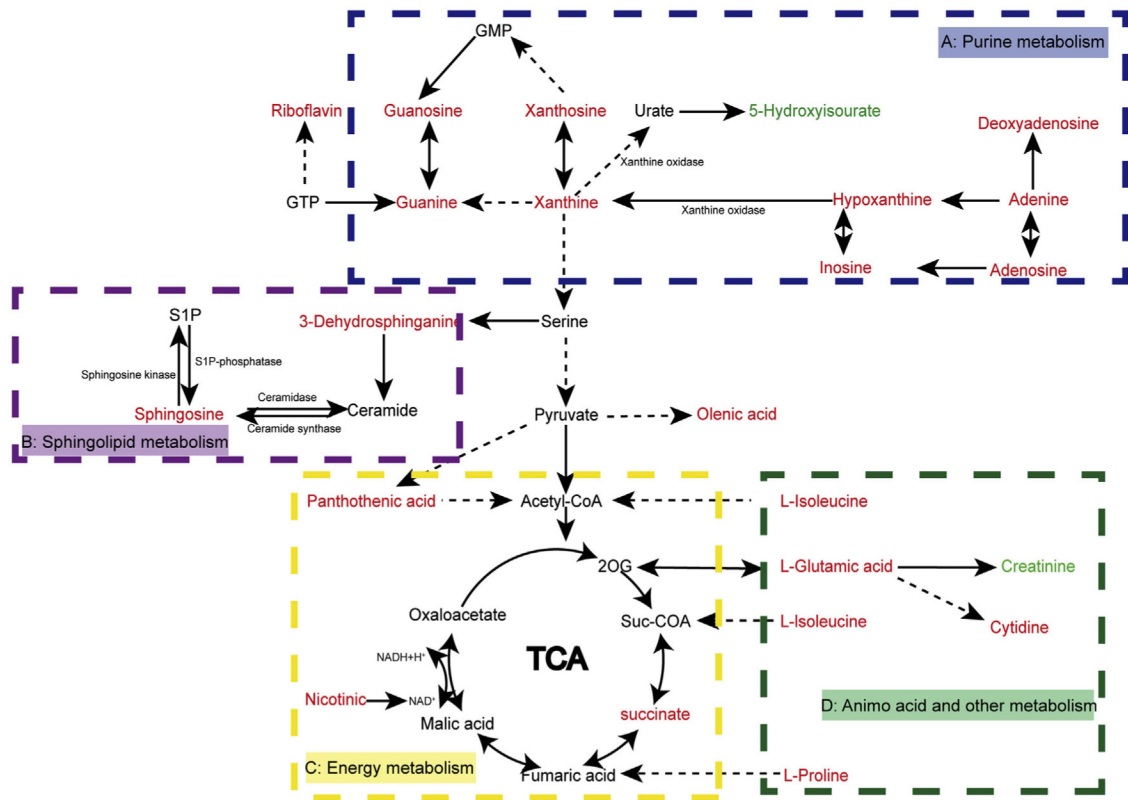 GMP
A: Purine metabolism
Riboflavin
Guanosine
Xanthosine
Urate
5-Hydroxyisourate
Deoxyadenosine
Xanthine oxidase
GTP
Guanine
Xanthine
Xanthine oxidase
Hypoxanthine
Adenine
Inosine
Adenosine
S1P
3-Dehydrosphinganine
Serine
S1P-phosphatase
Sphingosine kinase
Ceramidase
Sphingosine
Ceramide
Ceramide synthase
Pyruvate
Olenic acid
B: Sphingolipid metabolism
Panthothenic acid
Acetyl-CoA
L-Isoleucine
2OG
L-Glutamic acid
Creatinine
Oxaloacetate
Suc-COA
L-Isoleucine
Cytidine
NADH+H⁺
TCA
Nicotinic
NAD⁺
Malic acid
succinate
D: Animo acid and other metabolism
C: Energy metabolism
Fumaric acid
L-Proline